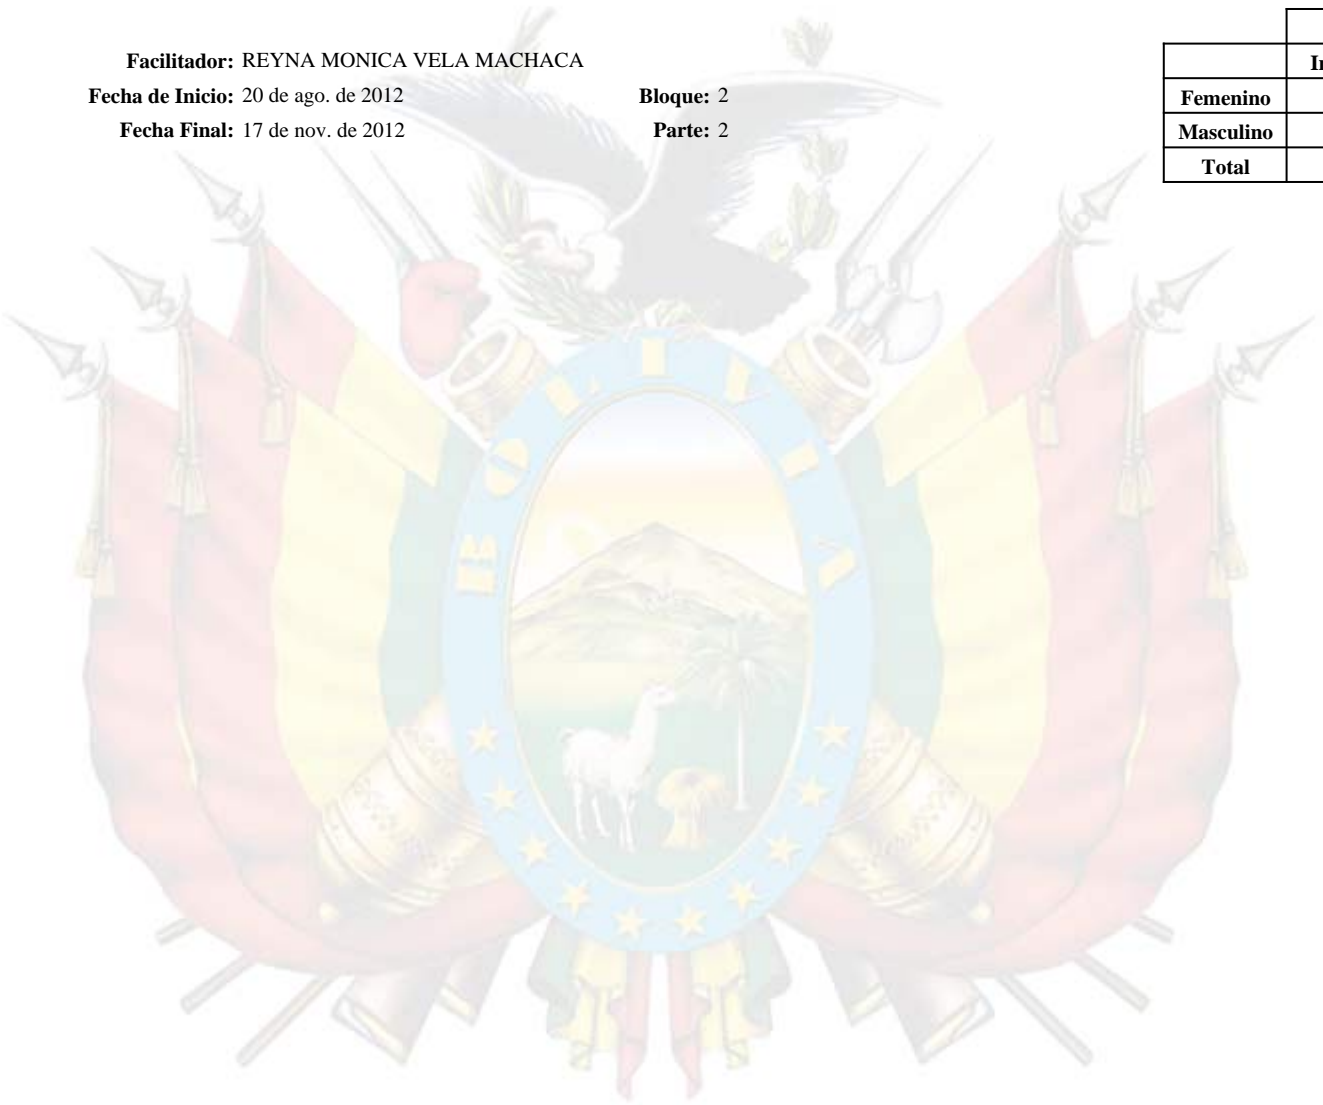 Facilitador: REYNA MONICA VELA MACHACA
Fecha de Inicio: 20 de ago. de 2012 Bloque: 2
Fecha Final: 17 de nov. de 2012 Parte: 2
Femenino
Masculino
Total
BOLIVIA